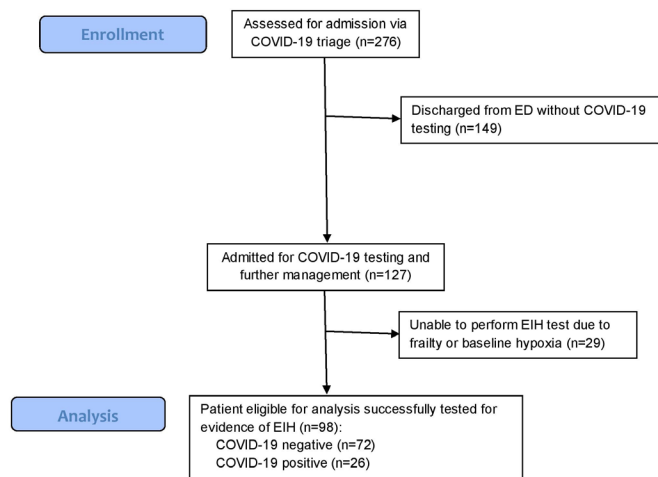 Enrollment
Assessed for admission via
COVID-19 triage (n=276)
Discharged from ED without COVID-19
testing (n=149)
Admitted for COVID-19 testing and
further management (n=127)
Unable to perform EIH test due to
frailty or baseline hypoxia (n=29)
Analysis
Patient eligible for analysis successfully tested for
evidence of EIH (n=98):
COVID-19 negative (n=72)
COVID-19 positive (n=26)